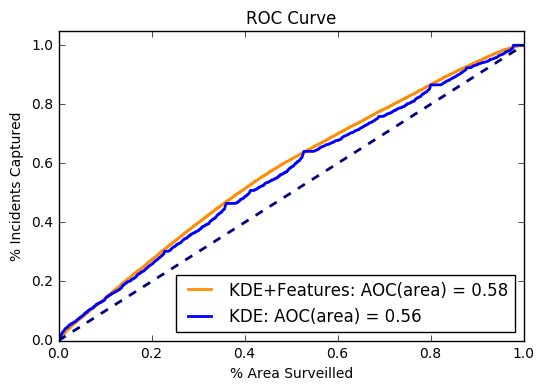 ROC Curve
% Incidents Captured
1.0
0.8
0.6
0.4
0.2
0.0
KDE+Features: AOC(area) = 0.58
KDE: AOC(area) = 0.56
0.0 0.2 0.4 0.6 0.8 1.0
% Area Surveilled